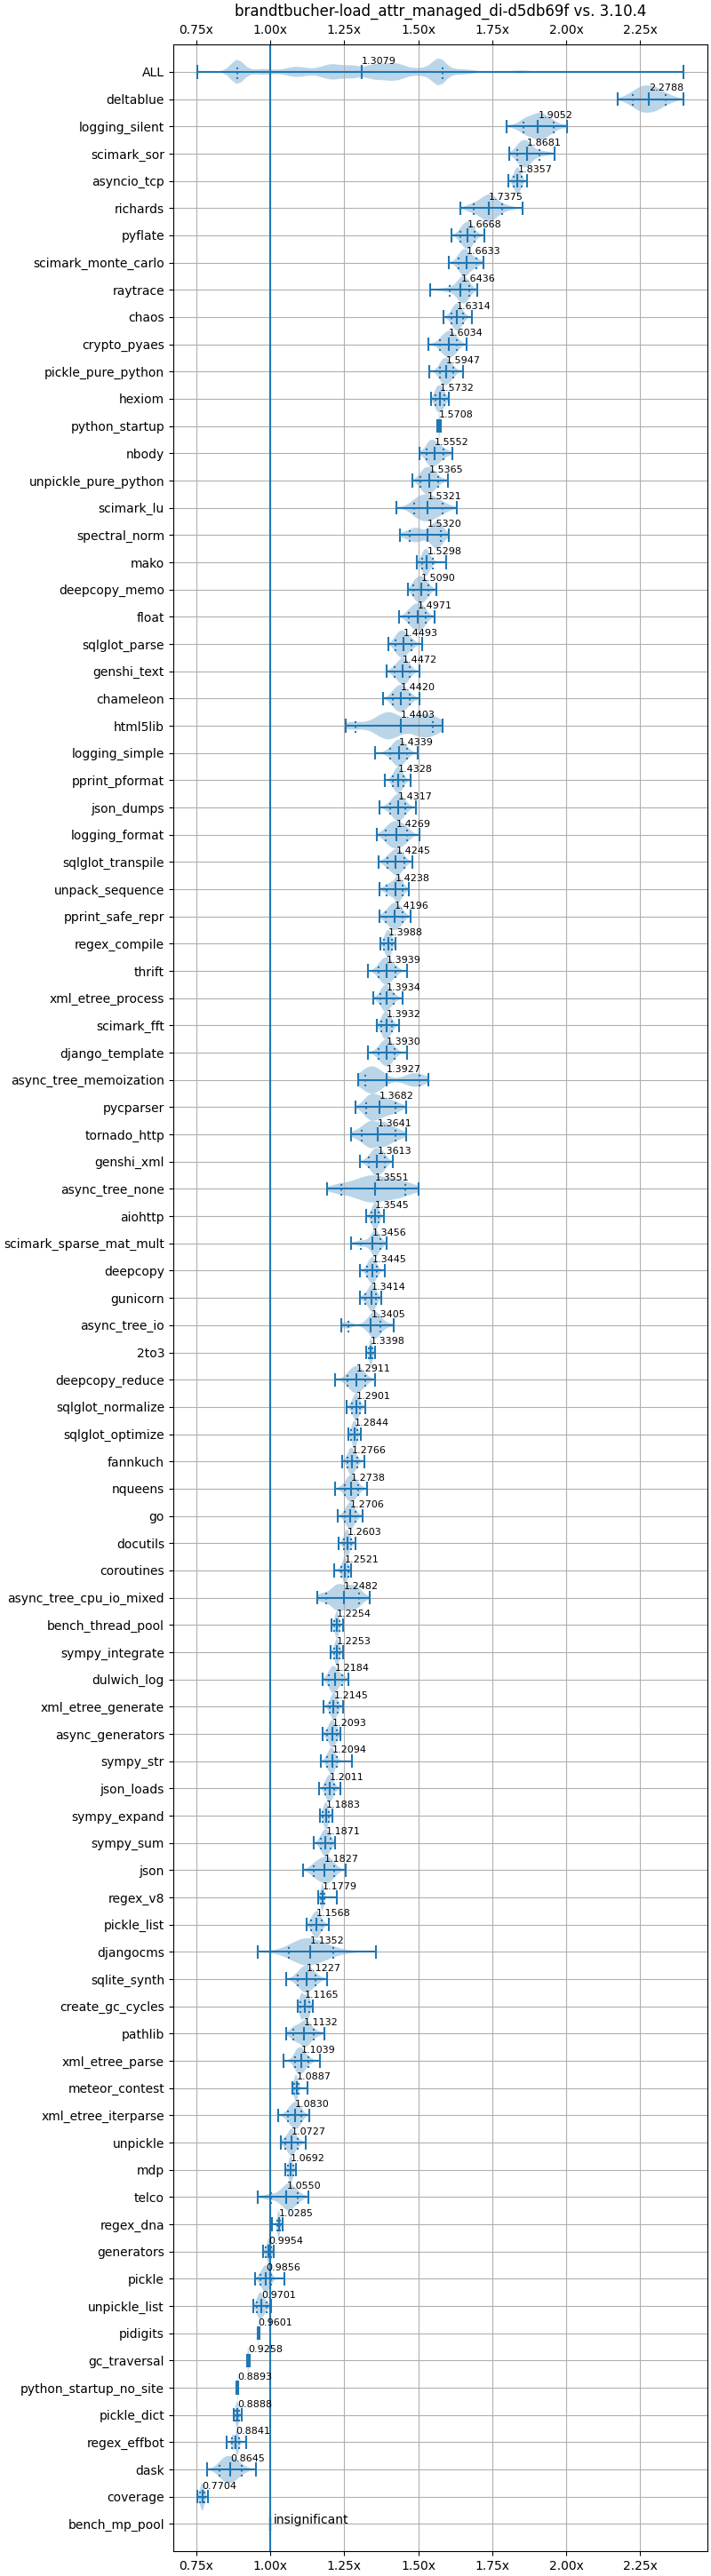 brandtbucher-load_attr_managed_di-d5db69f vs. 3.10.4
0.75x 1.00x 1.25x 1.50x 1.75x 2.00x 2.25x
ALL 1.3079
deltablue 2.2788
logging_silent 1.9052
scimark_sor 1.8681
asyncio_tcp 1.8357
richards 1.7375
pyflate 1.6668
scimark_monte_carlo 1.6633
raytrace 1.6436
chaos 1.6314
crypto_pyaes 1.6034
pickle_pure_python 1.5947
hexiom 1.5732
python_startup 1.5708
nbody 1.5552
unpickle_pure_python 1.5365
scimark_lu 1.5321
spectral_norm 1.5320
mako 1.5298
deepcopy_memo 1.5090
float 1.4971
sqlglot_parse 1.4493
genshi_text 1.4472
chameleon 1.4420
html5lib 1.4403
logging_simple 1.4339
pprint_pformat 1.4328
json_dumps 1.4317
logging_format 1.4269
sqlglot_transpile 1.4245
unpack_sequence 1.4238
pprint_safe_repr 1.4196
regex_compile 1.3988
thrift 1.3939
xml_etree_process 1.3934
scimark_fft 1.3932
django_template 1.3930
async_tree_memoization 1.3927
pycparser 1.3682
tornado_http 1.3641
genshi_xml 1.3613
async_tree_none 1.3551
aiohttp 1.3545
scimark_sparse_mat_mult 1.3456
deepcopy 1.3445
gunicorn 1.3414
async_tree_io 1.3405
2to3 1.3398
deepcopy_reduce 1.2911
sqlglot_normalize 1.2901
sqlglot_optimize 1.2844
fannkuch 1.2766
nqueens 1.2738
go 1.2706
docutils 1.2603
coroutines 1.2521
async_tree_cpu_io_mixed 1.2482
bench_thread_pool 1.2254
sympy_integrate 1.2253
dulwich_log 1.2184
xml_etree_generate 1.2145
async_generators 1.2093
sympy_str 1.2094
json_loads 1.2011
sympy_expand 1.1883
sympy_sum 1.1871
json 1.1827
regex_v8 1.1779
pickle_list 1.1568
djangocms 1.1352
sqlite_synth 1.1227
create_gc_cycles 1.1165
pathlib 1.1132
xml_etree_parse 1.1039
meteor_contest 1.0887
xml_etree_iterparse 1.0830
unpickle 1.0727
mdp 1.0692
telco 1.0550
regex_dna 1.0285
generators 0.9954
pickle 0.9856
unpickle_list 0.9701
pidigits 0.9601
gc_traversal 0.9258
python_startup_no_site 0.8893
pickle_dict 0.8888
regex_effbot 0.8841
dask 0.8645
coverage 0.7704
bench_mp_pool insignificant
0.75x 1.00x 1.25x 1.50x 1.75x 2.00x 2.25x